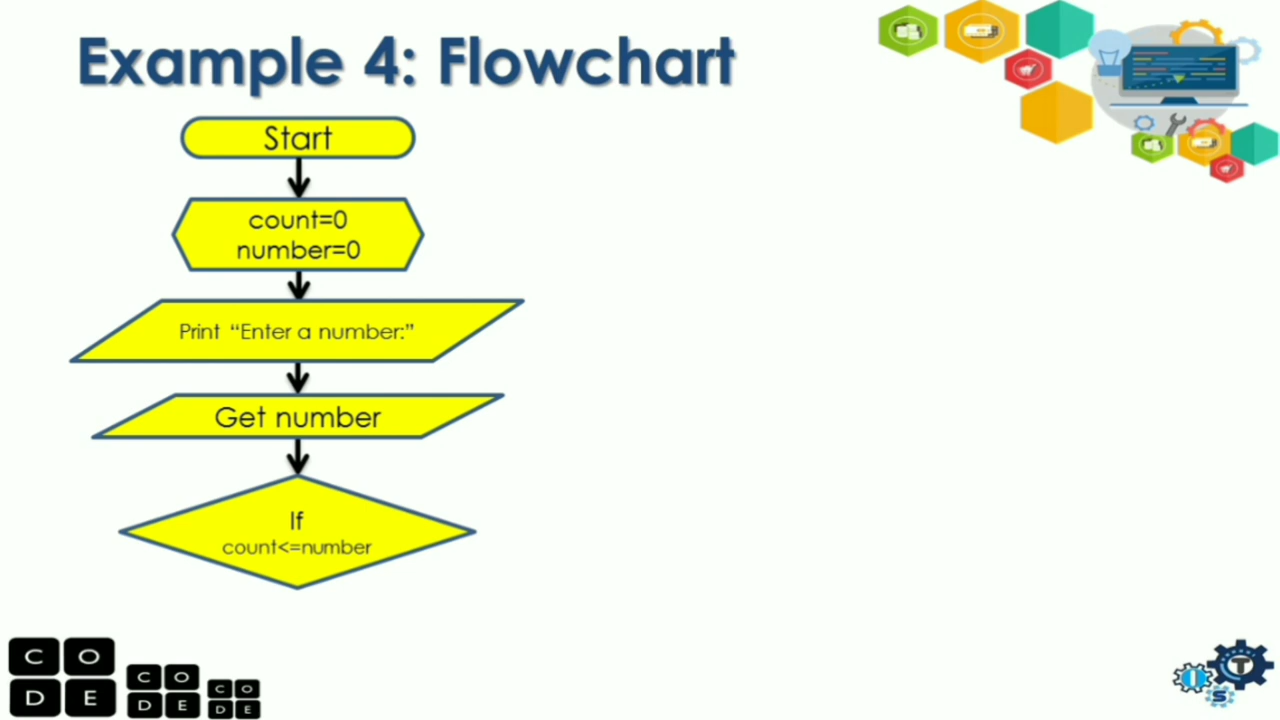 Example 4: Flowchart
Start
count=0
number=0
Print “Enter a number:”
Get number
If
count<=number
C O
D E
C O
D E
C O
D E
I T
S